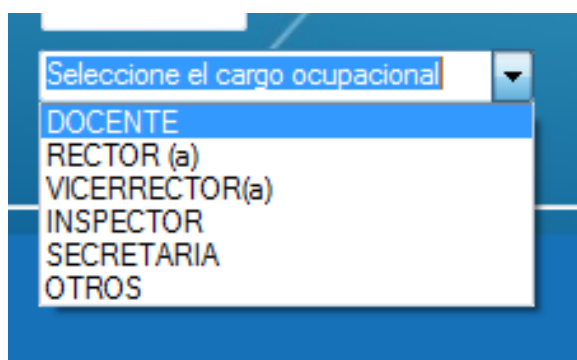 Seleccione el cargo ocupacional
DOCENTE
RECTOR (a)
VICERRECTOR(a)
INSPECTOR
SECRETARIA
OTROS